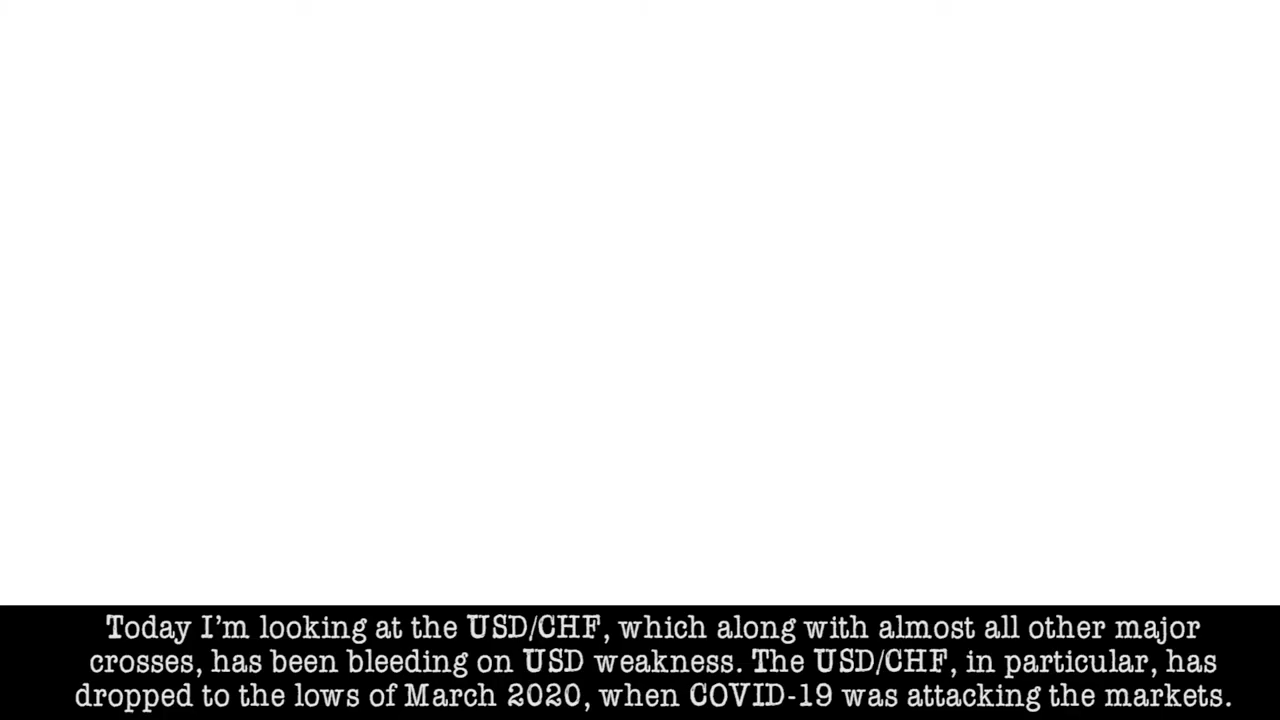 Today I'm looking at the USD/CHF, which along with almost all other major
crosses, has been bleeding on USD weakness. The USD/CHF, in particular, has
dropped to the lows of March 2020, when COVID-19 was attacking the markets.